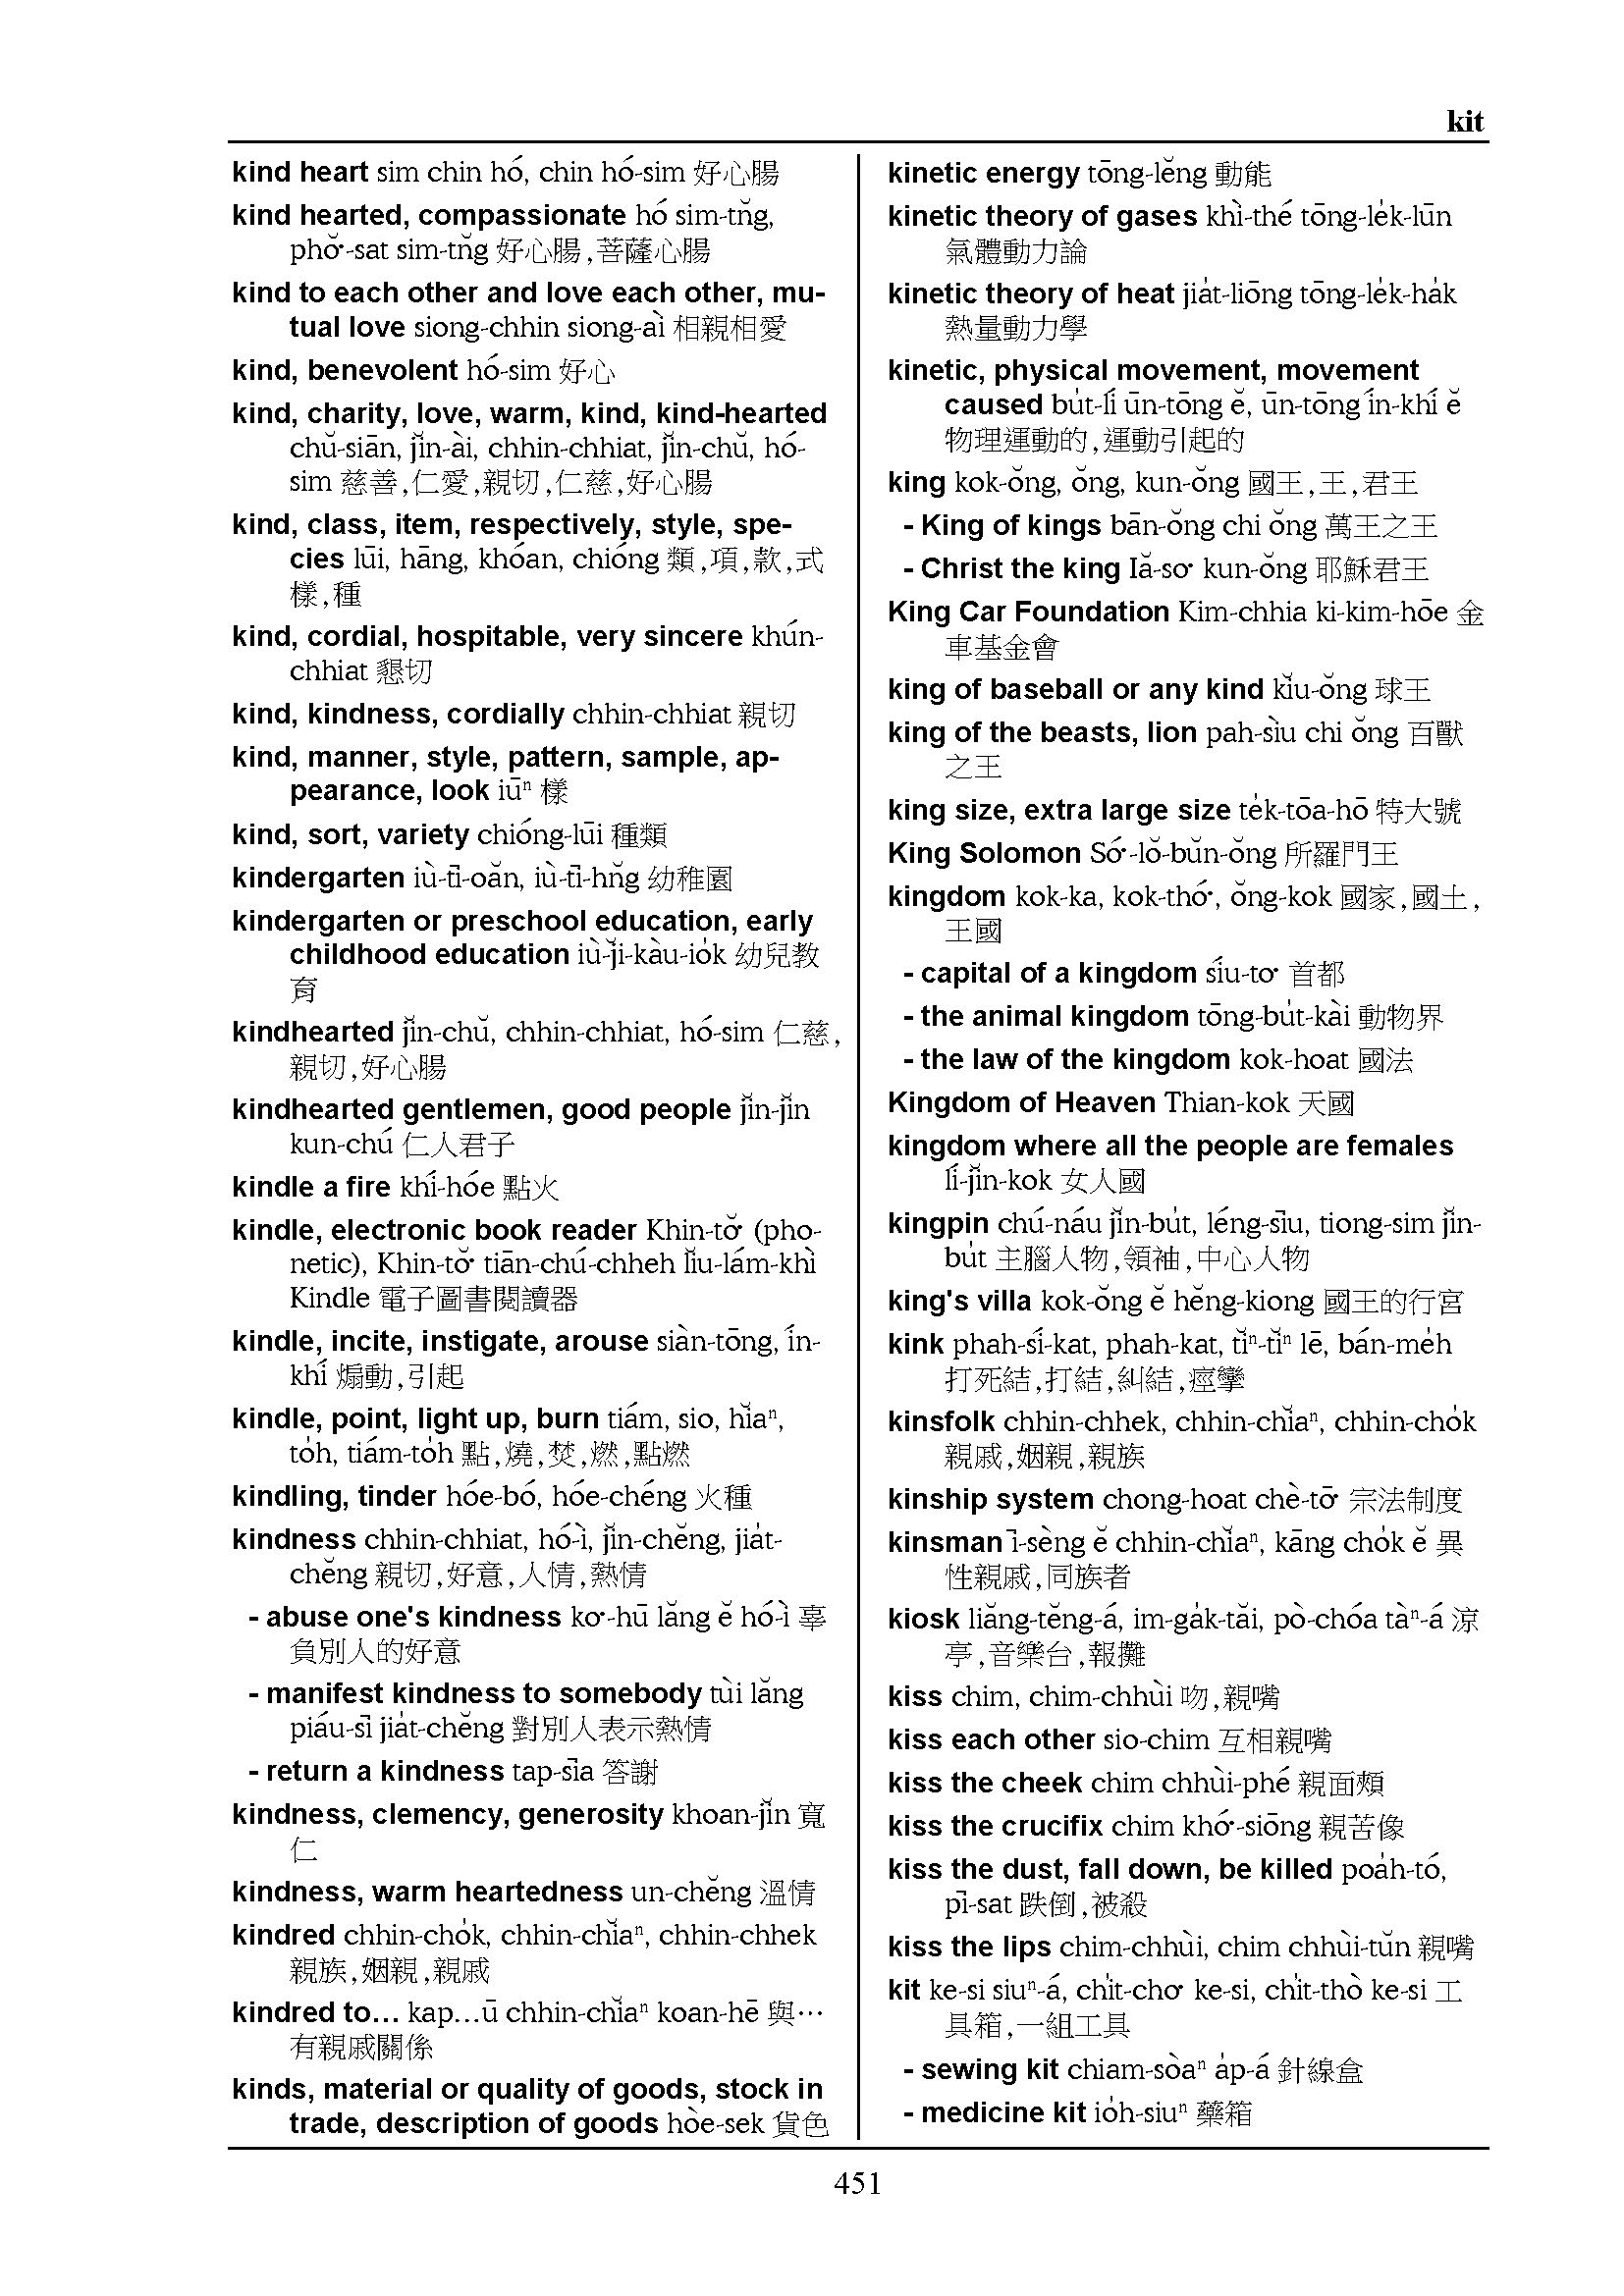 kit
kind heart sim chin hó, chin hó-sim 好心腸
kind hearted, compassionate hó sim-tn̆g,
phŏ͘-sat sim-tn̆g 好心腸,菩薩心腸
kind to each other and love each other, mu-
tual love siong-chhin siong-aì 相親相愛
kind, benevolent hó-sim 好心
kind, charity, love, warm, kind, kind-hearted
chŭ-siān, jĭn-ài, chhin-chhiat, jĭn-chŭ, hó-
sim 慈善,仁愛,親切,仁慈,好心腸
kind, class, item, respectively, style, spe-
cies lūi, hāng, khóan, chióng 類,項,款,式
樣,種
kind, cordial, hospitable, very sincere khún-
chhiat 懇切
kind, kindness, cordially chhin-chhiat 親切
kind, manner, style, pattern, sample, ap-
pearance, look iūⁿ 樣
kind, sort, variety chióng-lūi 種類
kindergarten iù-tī-oăn, iù-tī-hn̆g 幼稚園
kindergarten or preschool education, early
childhood education iù-jĭ-kàu-io̍k 幼兒教
育
kindhearted jĭn-chŭ, chhin-chhiat, hó-sim 仁慈,
親切,好心腸
kindhearted gentlemen, good people jĭn-jĭn
kun-chú 仁人君子
kindle a fire khí-hóe 點火
kindle, electronic book reader Khin-tŏ͘ (pho-
netic), Khin-tŏ͘ tiān-chú-chheh lĭu-lám-khì
Kindle 電子圖書閱讀器
kindle, incite, instigate, arouse siàn-tōng, ín-
khí 煽動,引起
kindle, point, light up, burn tiám, sio, hĭaⁿ,
to̍h, tiám-to̍h 點,燒,焚,燃,點燃
kindling, tinder hóe-bó, hóe-chéng 火種
kindness chhin-chhiat, hó-ì, jĭn-chĕng, jia̍t-
chĕng 親切,好意,人情,熱情
- abuse one's kindness ko͘-hū lăng ĕ hó-ì 辜
負別人的好意
- manifest kindness to somebody tùi lăng
piáu-sī jia̍t-chĕng 對別人表示熱情
- return a kindness tap-sīa 答謝
kindness, clemency, generosity khoan-jĭn 寬
仁
kindness, warm heartedness un-chĕng 溫情
kindred chhin-cho̍k, chhin-chĭaⁿ, chhin-chhek
親族,姻親,親戚
kindred to… kap…ū chhin-chĭaⁿ koan-hē 與…
有親戚關係
kinds, material or quality of goods, stock in
trade, description of goods hòe-sek 貨色
kinetic energy tōng-lĕng 動能
kinetic theory of gases khì-thé tōng-le̍k-lūn
氣體動力論
kinetic theory of heat jia̍t-liōng tōng-le̍k-ha̍k
熱量動力學
kinetic, physical movement, movement
caused bu̍t-lí ūn-tōng ĕ, ūn-tōng ín-khí ĕ
物理運動的,運動引起的
king kok-ŏng, ŏng, kun-ŏng 國王,王,君王
- King of kings bān-ŏng chi ŏng 萬王之王
- Christ the king Iă-so͘ kun-ŏng 耶穌君王
King Car Foundation Kim-chhia ki-kim-hōe 金
車基金會
king of baseball or any kind kĭu-ŏng 球王
king of the beasts, lion pah-sìu chi ŏng 百獸
之王
king size, extra large size te̍k-tōa-hō 特大號
King Solomon Só͘-lŏ-bŭn-ŏng 所羅門王
kingdom kok-ka, kok-thó͘, ŏng-kok 國家,國土,
王國
- capital of a kingdom síu-to͘ 首都
- the animal kingdom tōng-bu̍t-kài 動物界
- the law of the kingdom kok-hoat 國法
Kingdom of Heaven Thian-kok 天國
kingdom where all the people are females
lí-jĭn-kok 女人國
kingpin chú-náu jĭn-bu̍t, léng-sīu, tiong-sim jĭn-
bu̍t 主腦人物,領袖,中心人物
king's villa kok-ŏng ĕ hĕng-kiong 國王的行宮
kink phah-sí-kat, phah-kat, tĭⁿ-tĭⁿ lē, bán-me̍h
打死結,打結,糾結,痙攣
kinsfolk chhin-chhek, chhin-chĭaⁿ, chhin-cho̍k
親戚,姻親,親族
kinship system chong-hoat chè-tō͘ 宗法制度
kinsman ī-sèng ĕ chhin-chĭaⁿ, kāng cho̍k ĕ 異
性親戚,同族者
kiosk liăng-tĕng-á, im-ga̍k-tăi, pò-chóa tàⁿ-á 涼
亭,音樂台,報攤
kiss chim, chim-chhùi 吻,親嘴
kiss each other sio-chim 互相親嘴
kiss the cheek chim chhùi-phé 親面頰
kiss the crucifix chim khó͘-siōng 親苦像
kiss the dust, fall down, be killed poa̍h-tó,
pī-sat 跌倒,被殺
kiss the lips chim-chhùi, chim chhùi-tŭn 親嘴
kit ke-si siuⁿ-á, chi̍t-cho͘ ke-si, chi̍t-thò ke-si 工
具箱,一組工具
- sewing kit chiam-sòaⁿ a̍p-á 針線盒
- medicine kit io̍h-siuⁿ 藥箱
451